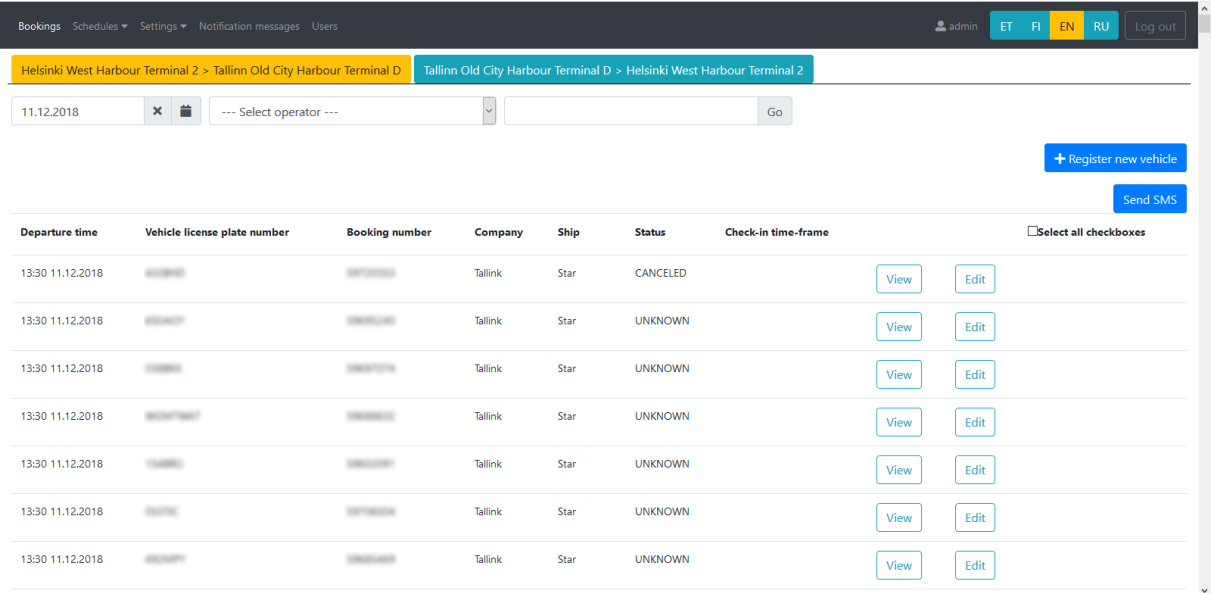 Bookings Schedules Settings Notification messages Users admin ET FI EN RU Log out
Helsinki West Harbour Terminal 2 > Tallinn Old City Harbour Terminal D Tallinn Old City Harbour Terminal D > Helsinki West Harbour Terminal 2
11.12.2018 --- Select operator --- Go
Register new vehicle
Send SMS
Departure time Vehicle license plate number Booking number Company Ship Status Check-in time-frame Select all checkboxes
13:30 11.12.2018 Tallink Star CANCELED View Edit
13:30 11.12.2018 Tallink Star UNKNOWN View Edit
13:30 11.12.2018 Tallink Star UNKNOWN View Edit
13:30 11.12.2018 Tallink Star UNKNOWN View Edit
13:30 11.12.2018 Tallink Star UNKNOWN View Edit
13:30 11.12.2018 Tallink Star UNKNOWN View Edit
13:30 11.12.2018 Tallink Star UNKNOWN View Edit